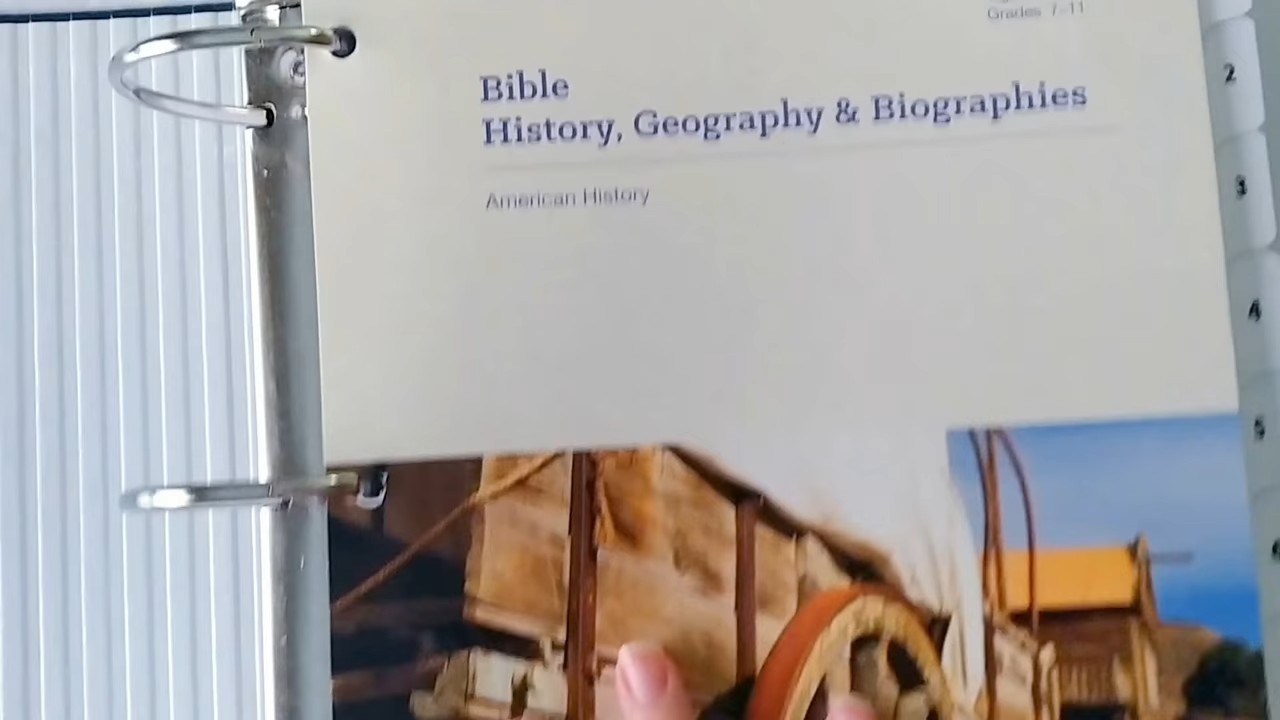 Grades 7-11
Bible
History, Geography & Biographies
American History
2
3
4
5